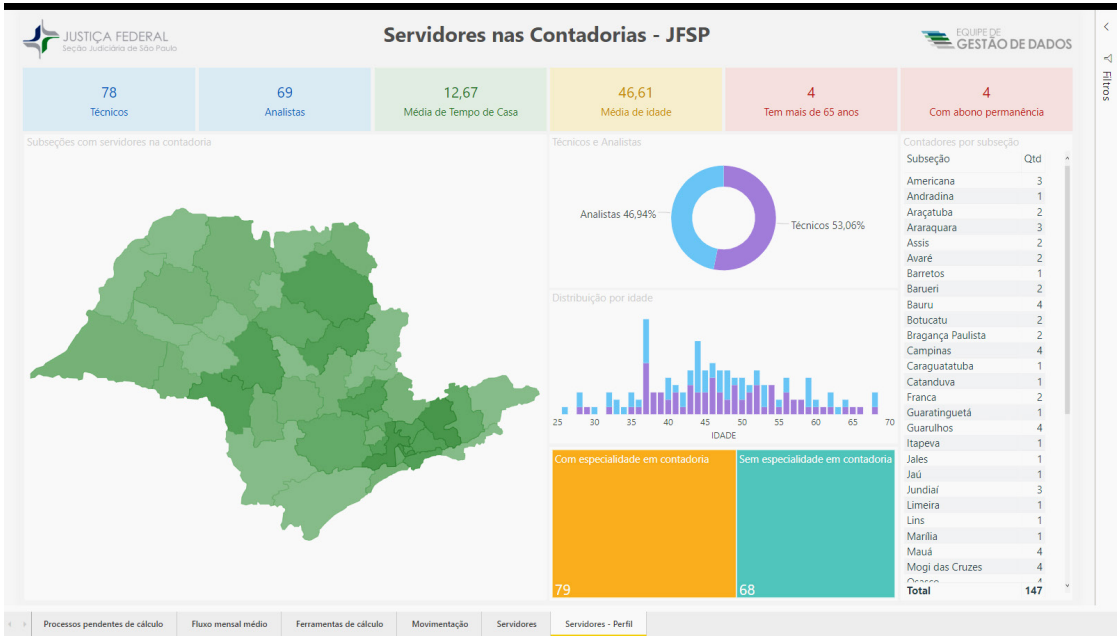 JUSTIÇA FEDERAL
Seção Judiciária de São Paulo
Servidores nas Contadorias - JFSP
EQUIPE DE
GESTÃO DE DADOS
Filtros
78
Técnicos
69
Analistas
12,67
Média de Tempo de Casa
46,61
Média de idade
4
Tem mais de 65 anos
4
Com abono permanência
Subseções com servidores na contadoria
Técnicos e Analistas
Analistas 46,94%
Técnicos 53,06%
Distribuição por idade
25 30 35 40 45 50 55 60 65 70
IDADE
Com especialidade em contadoria
79
Sem especialidade em contadoria
68
Contadores por subseção
Subseção Qtd
Americana 3
Andradina 1
Araçatuba 2
Araraquara 3
Assis 2
Avaré 2
Barretos 1
Barueri 2
Bauru 4
Botucatu 2
Bragança Paulista 2
Campinas 4
Caraguatatuba 1
Catanduva 1
Franca 2
Guaratinguetá 1
Guarulhos 4
Itapeva 1
Jales 1
Jaú 1
Jundiaí 3
Limeira 1
Lins 1
Marília 1
Mauá 4
Mogi das Cruzes 4
Total 147
Processos pendentes de cálculo
Fluxo mensal médio
Ferramentas de cálculo
Movimentação
Servidores
Servidores - Perfil